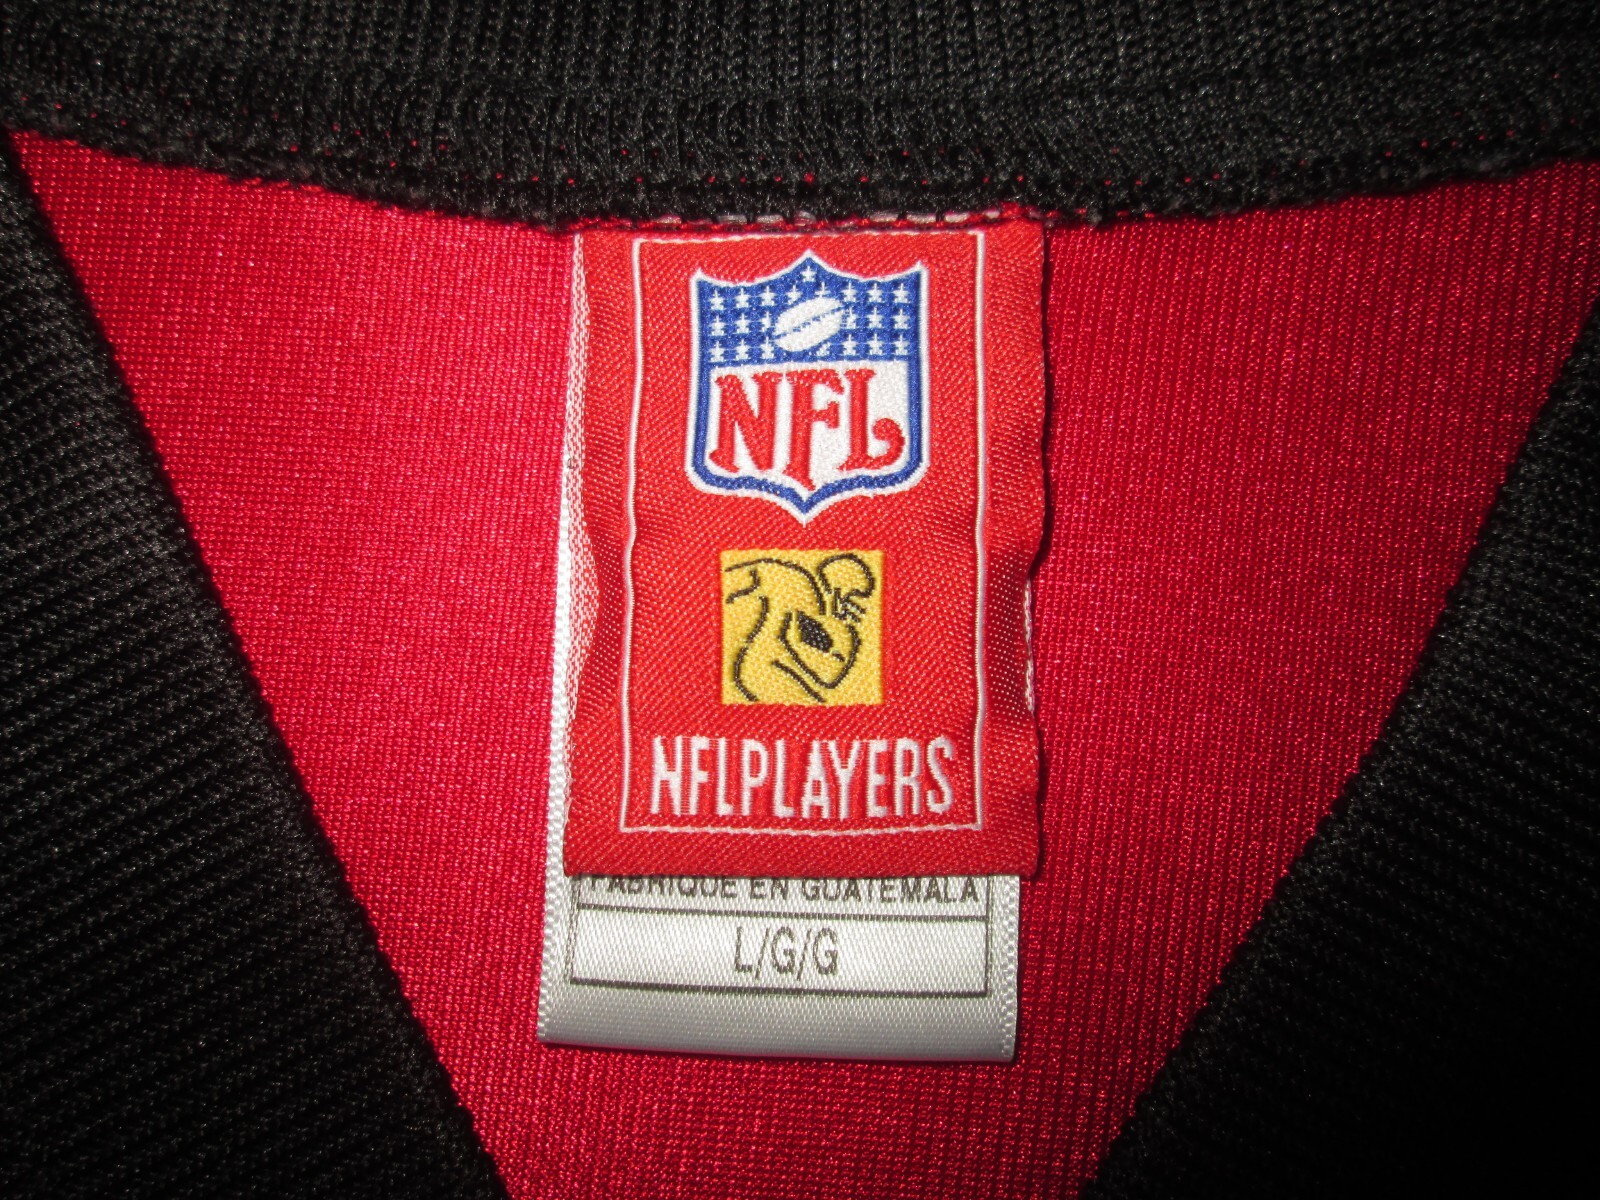 NFL
NFLPLAYERS
FABRIQUE EN GUATEMALA
L/G/G